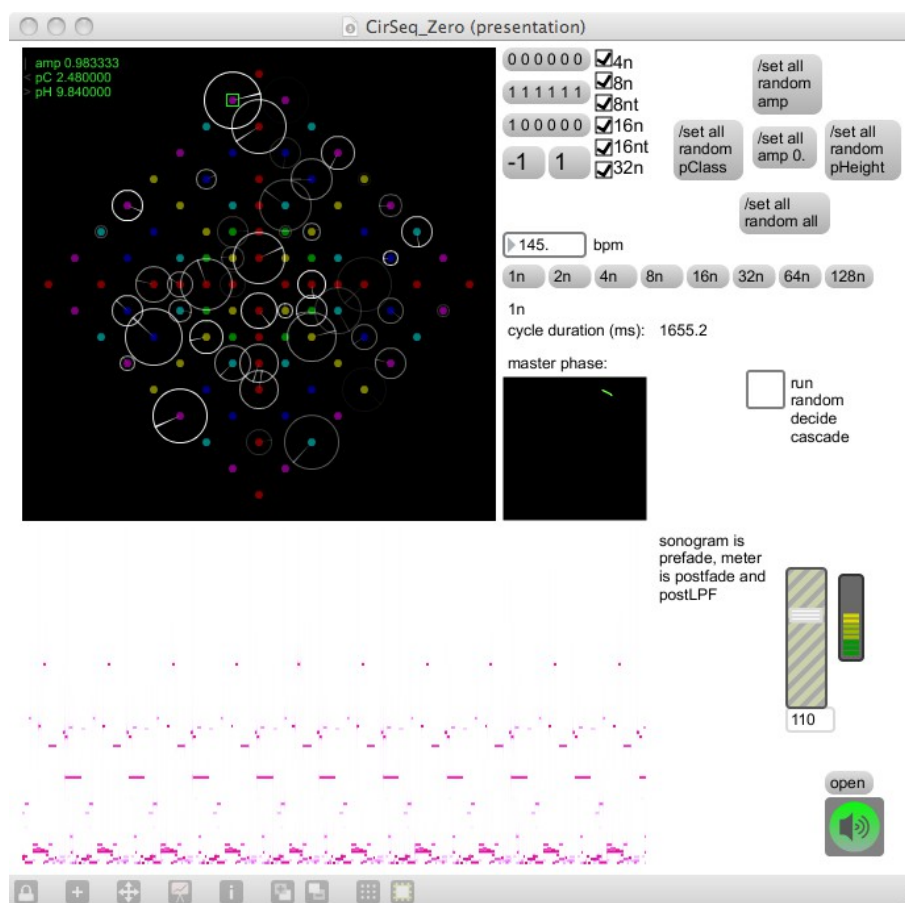 CirSeq_Zero (presentation)
| amp 0.983333
< pC 2.480000
> pH 9.840000
0 0 0 0 0 0
1 1 1 1 1 1
1 0 0 0 0 0
-1 1
4n
8n
8nt
16n
16nt
32n
/set all
random
amp
/set all
random
pClass
/set all
amp 0.
/set all
random
pHeight
/set all
random all
145. bpm
1n 2n 4n 8n 16n 32n 64n 128n
1n
cycle duration (ms): 1655.2
master phase:
run
random
decide
cascade
sonogram is
prefade, meter
is postfade and
postLPF
110
open